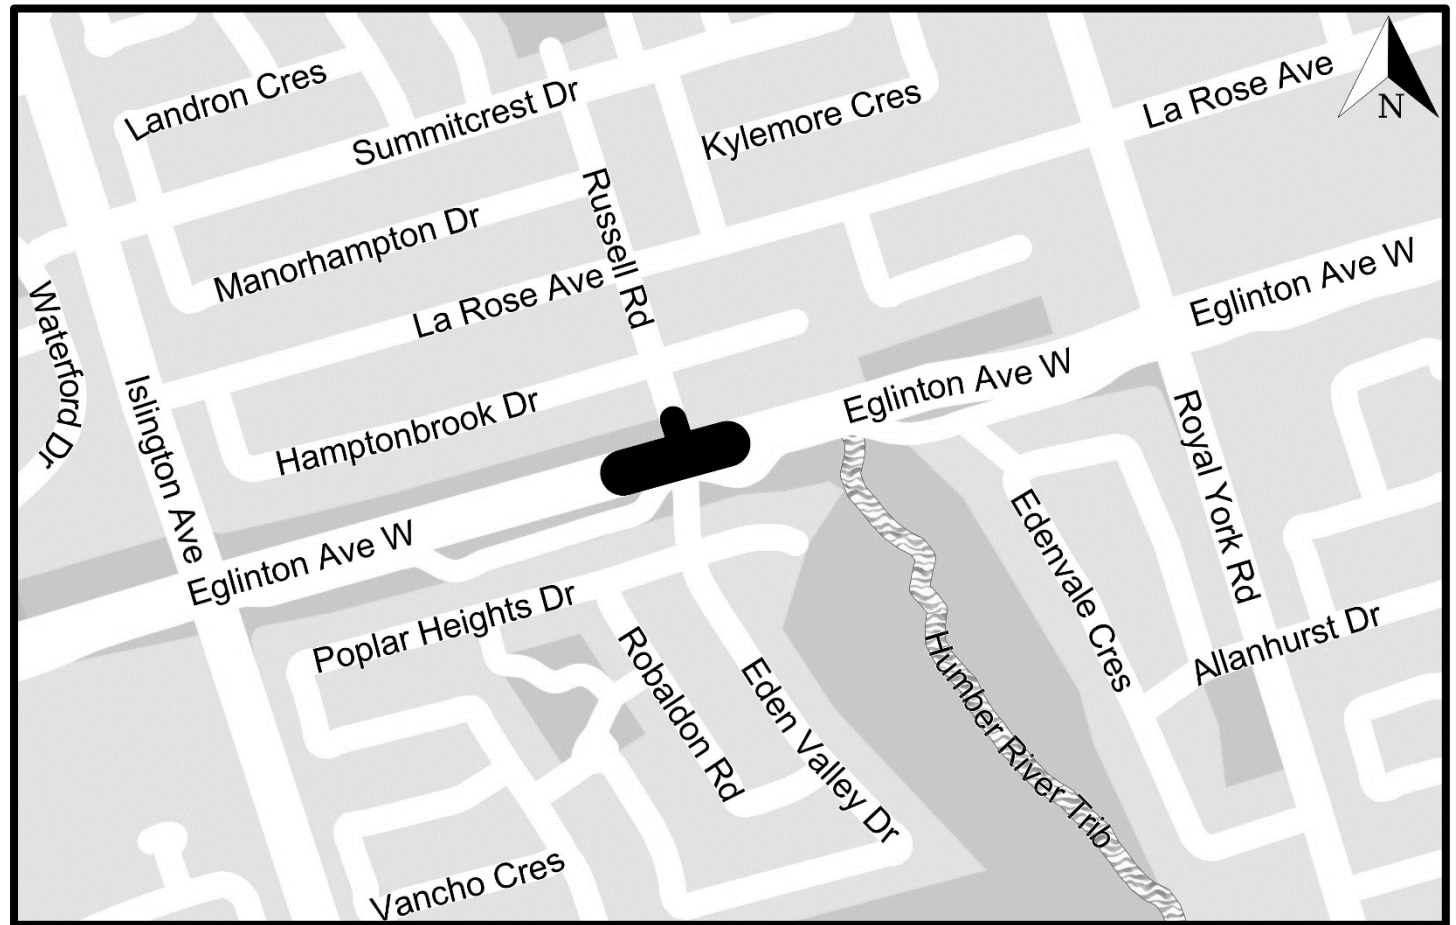 Landron Cres
Summitcrest Dr
Kylemore Cres
La Rose Ave
N
Manorhampton Dr
Russell Rd
La Rose Ave
Eglinton Ave W
Waterford Dr
Islington Ave
Hamptonbrook Dr
Eglinton Ave W
Royal York Rd
Eglinton Ave W
Edenvale Cres
Poplar Heights Dr
Robaldon Rd
Eden Valley Dr
Humber River Trib
Allanhurst Dr
Vancho Cres